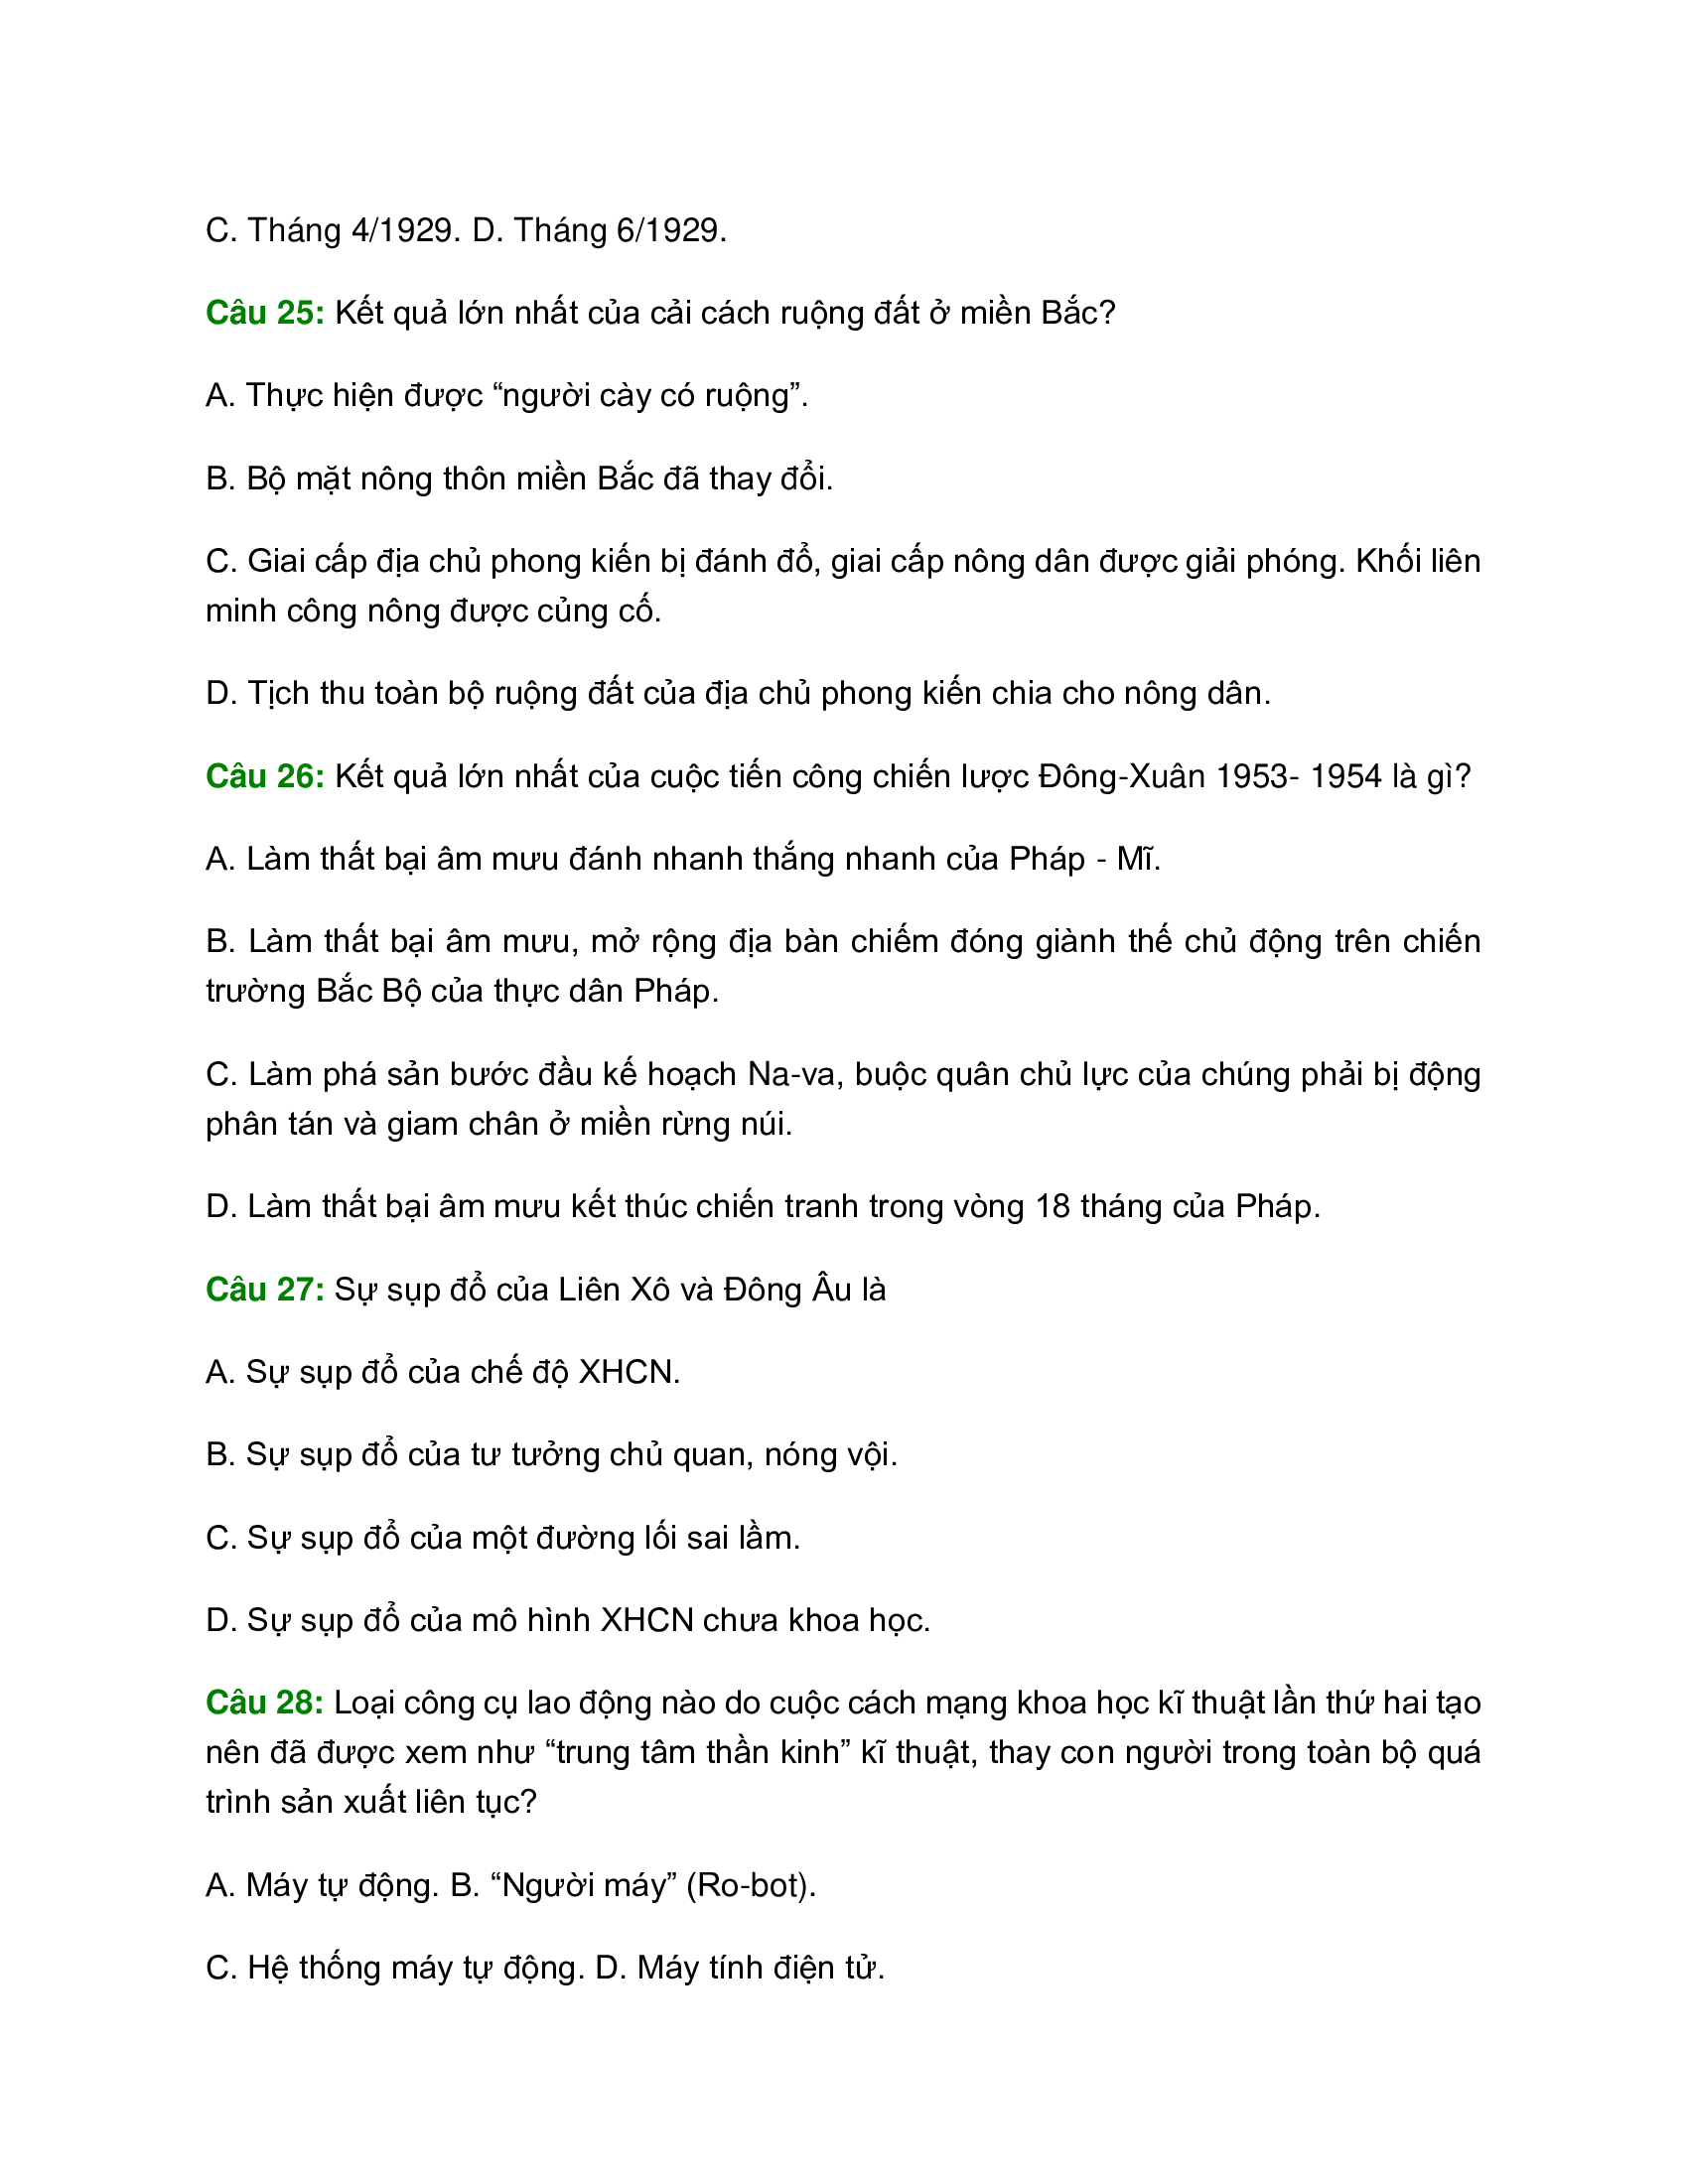 C. Tháng 4/1929. D. Tháng 6/1929.
Câu 25: Kết quả lớn nhất của cải cách ruộng đất ở miền Bắc?
A. Thực hiện được “người cày có ruộng”.
B. Bộ mặt nông thôn miền Bắc đã thay đổi.
C. Giai cấp địa chủ phong kiến bị đánh đổ, giai cấp nông dân được giải phóng. Khối liên
minh công nông được củng cố.
D. Tịch thu toàn bộ ruộng đất của địa chủ phong kiến chia cho nông dân.
Câu 26: Kết quả lớn nhất của cuộc tiến công chiến lược Đông-Xuân 1953- 1954 là gì?
A. Làm thất bại âm mưu đánh nhanh thắng nhanh của Pháp - Mĩ.
B. Làm thất bại âm mưu, mở rộng địa bàn chiếm đóng giành thế chủ động trên chiến
trường Bắc Bộ của thực dân Pháp.
C. Làm phá sản bước đầu kế hoạch Na-va, buộc quân chủ lực của chúng phải bị động
phân tán và giam chân ở miền rừng núi.
D. Làm thất bại âm mưu kết thúc chiến tranh trong vòng 18 tháng của Pháp.
Câu 27: Sự sụp đổ của Liên Xô và Đông Âu là
A. Sự sụp đổ của chế độ XHCN.
B. Sự sụp đổ của tư tưởng chủ quan, nóng vội.
C. Sự sụp đổ của một đường lối sai lầm.
D. Sự sụp đổ của mô hình XHCN chưa khoa học.
Câu 28: Loại công cụ lao động nào do cuộc cách mạng khoa học kĩ thuật lần thứ hai tạo
nên đã được xem như “trung tâm thần kinh” kĩ thuật, thay con người trong toàn bộ quá
trình sản xuất liên tục?
A. Máy tự động. B. “Người máy” (Ro-bot).
C. Hệ thống máy tự động. D. Máy tính điện tử.